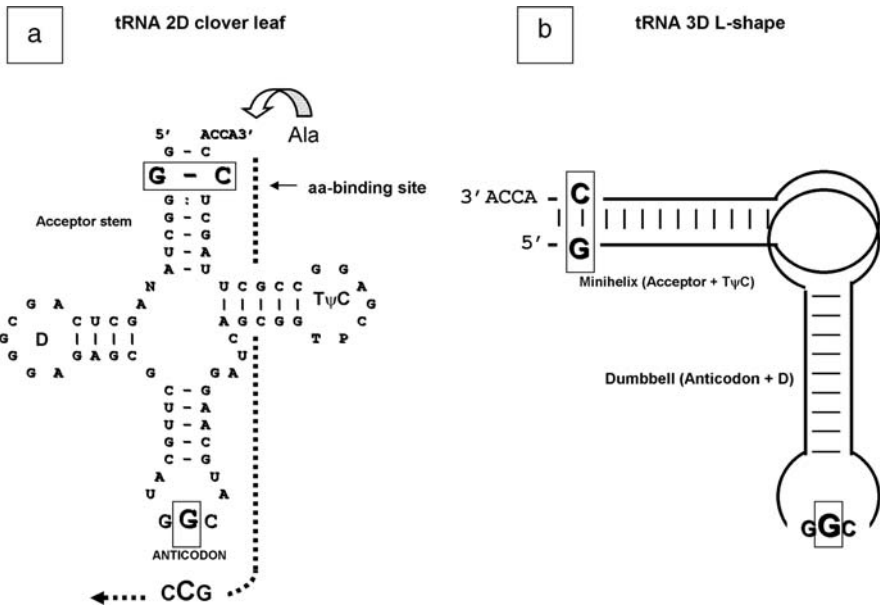 a
tRNA 2D clover leaf
5’ ACCA3’
Ala
G – C
G – C
aa-binding site
G : U
G – C
Acceptor stem
C – G
U – A
A – U
N
A
U C G C C
G G
A
G
C
P
T
TψC
A G C G G
C
U
A
G
A G
C
G
G
G
G
A
D
C U C G
G A G C
G
C – G
U – A
U – A
G – C
C – G
A
U
U
A
G G C
ANTICODON
CCG
b
tRNA 3D L-shape
3’ACCA – C
5’ – G
Minihelix (Acceptor + TψC)
Dumbbell (Anticodon + D)
GGC